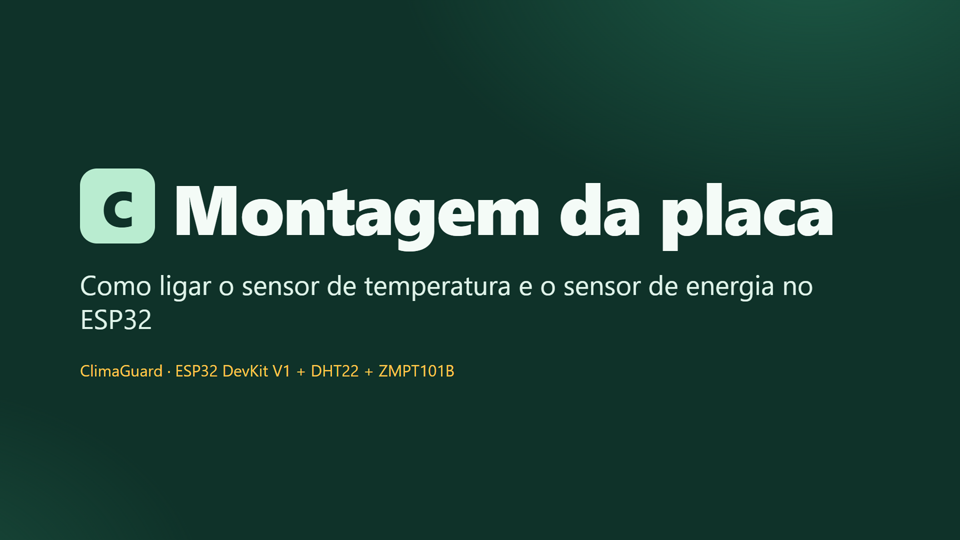 C Montagem da placa
Como ligar o sensor de temperatura e o sensor de energia no
ESP32
ClimaGuard · ESP32 DevKit V1 + DHT22 + ZMPT101B